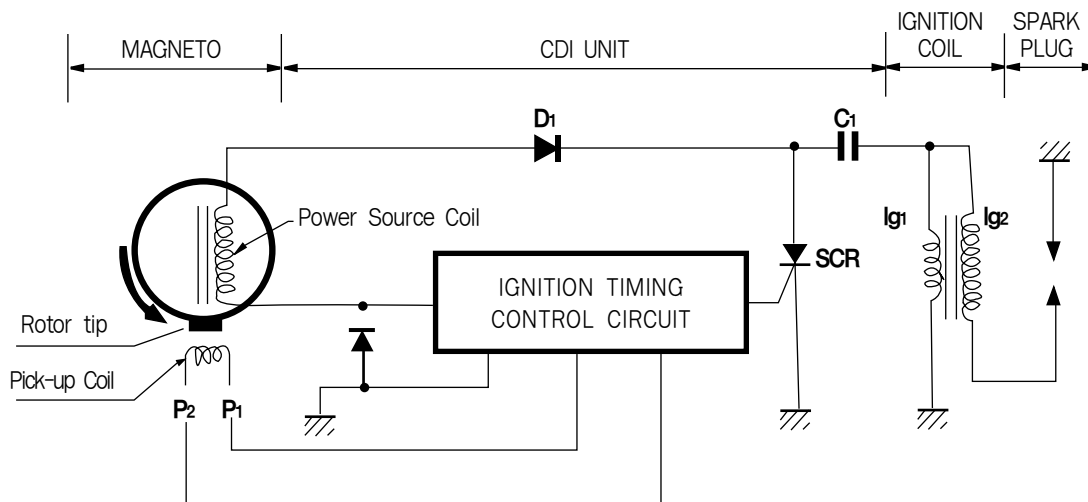 MAGNETO
CDI UNIT
IGNITION
COIL
SPARK
PLUG
D1
C1
Power Source Coil
Ig1
Ig2
SCR
IGNITION TIMING
CONTROL CIRCUIT
Rotor tip
Pick-up Coil
P2
P1